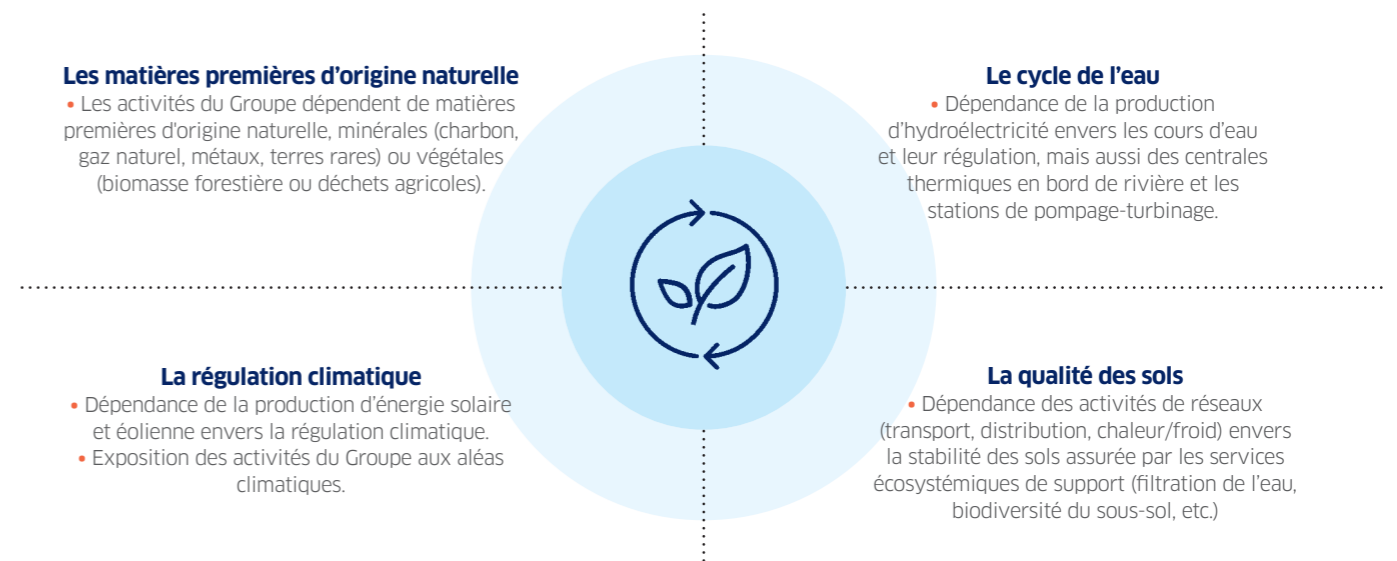 Les matières premières d’origine naturelle
• Les activités du Groupe dépendent de matières
premières d'origine naturelle, minérales (charbon,
gaz naturel, métaux, terres rares) ou végétales
(biomasse forestière ou déchets agricoles).
Le cycle de l’eau
• Dépendance de la production
d’hydroélectricité envers les cours d’eau
et leur régulation, mais aussi des centrales
thermiques en bord de rivière et les
stations de pompage-turbinage.
La régulation climatique
• Dépendance de la production d’énergie solaire
et éolienne envers la régulation climatique.
• Exposition des activités du Groupe aux aléas
climatiques.
La qualité des sols
• Dépendance des activités de réseaux
(transport, distribution, chaleur/froid) envers
la stabilité des sols assurée par les services
écosystémiques de support (filtration de l’eau,
biodiversité du sous-sol, etc.)